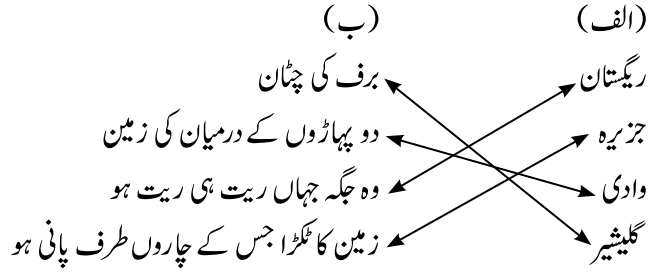 (الف) (ب)
ریگستان برف کی چٹان
جزیرہ دو پہاڑوں کے درمیان کی زمین
وادی وہ جگہ جہاں ریت ہی ریت ہو
گلیشیر زمین کا ٹکڑا جس کے چاروں طرف پانی ہو